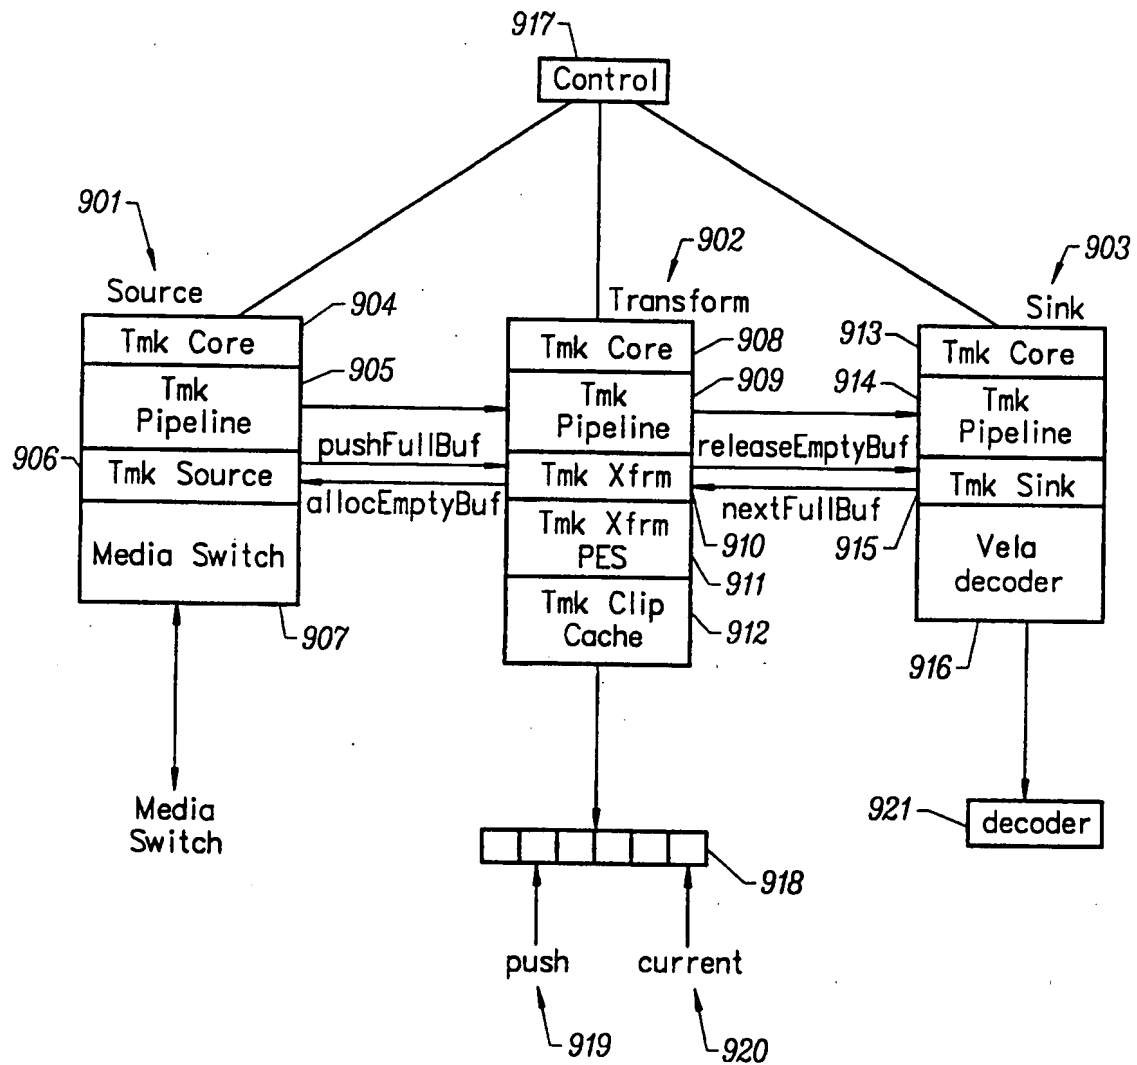 917
Control
901
902
903
Source
904
Transform
Sink
Tmk Core
Tmk Core
908
913
Tmk Core
905
909
914
Tmk
Pipeline
Tmk
Pipeline
Tmk
Pipeline
pushFullBuf
releaseEmptyBuf
906
Tmk Source
Tmk Xfrm
Tmk Sink
allocEmptyBuf
nextFullBuf
910
915
Media Switch
Tmk Xfrm
PES
911
Vela
decoder
907
Tmk Clip
Cache
912
916
Media
Switch
921
decoder
918
push
current
919
920